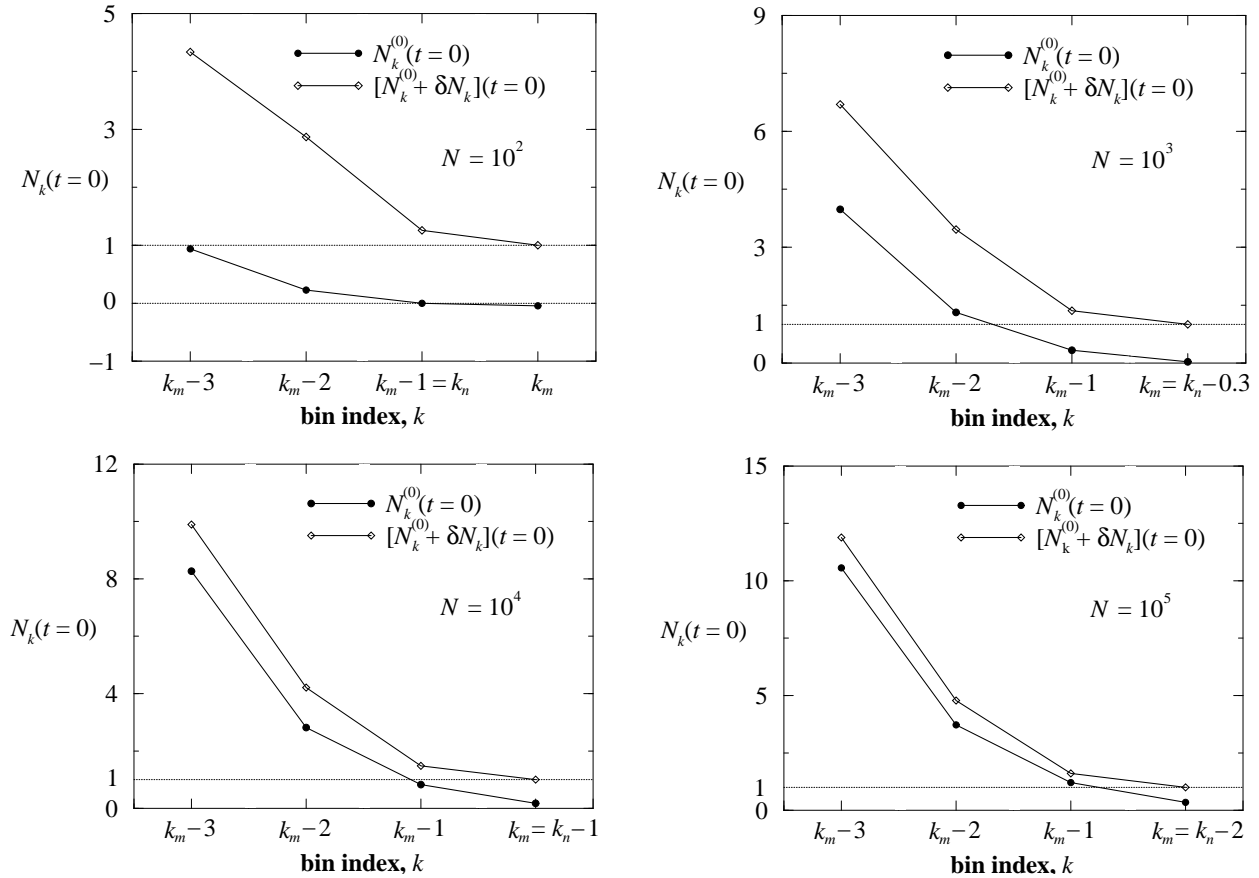 5
N_k^(0)(t = 0)
[N_k^(0) + δN_k](t = 0)
3
N = 10^2
N_k(t = 0)
1
0
−1
k_m−3
k_m−2
k_m−1 = k_n
k_m
bin index, k
9
N_k^(0)(t = 0)
[N_k^(0) + δN_k](t = 0)
6
N = 10^3
N_k(t = 0)
3
1
0
k_m−3
k_m−2
k_m−1
k_m = k_n−0.3
bin index, k
12
N_k^(0)(t = 0)
[N_k^(0) + δN_k](t = 0)
8
N = 10^4
N_k(t = 0)
4
1
0
k_m−3
k_m−2
k_m−1
k_m = k_n−1
bin index, k
15
N_k^(0)(t = 0)
[N_k^(0) + δN_k](t = 0)
10
N = 10^5
N_k(t = 0)
5
1
0
k_m−3
k_m−2
k_m−1
k_m = k_n−2
bin index, k